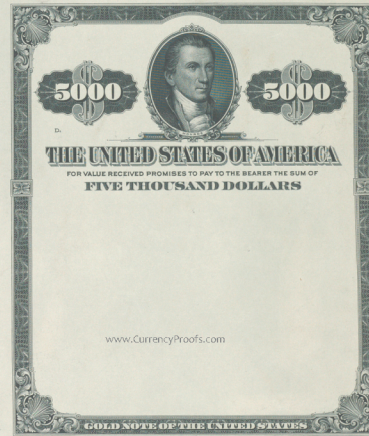 5000 5000
D.
THE UNITED STATES OF AMERICA
FOR VALUE RECEIVED PROMISES TO PAY TO THE BEARER THE SUM OF
FIVE THOUSAND DOLLARS
www.CurrencyProofs.com
GOLD NOTE OF THE UNITED STATES